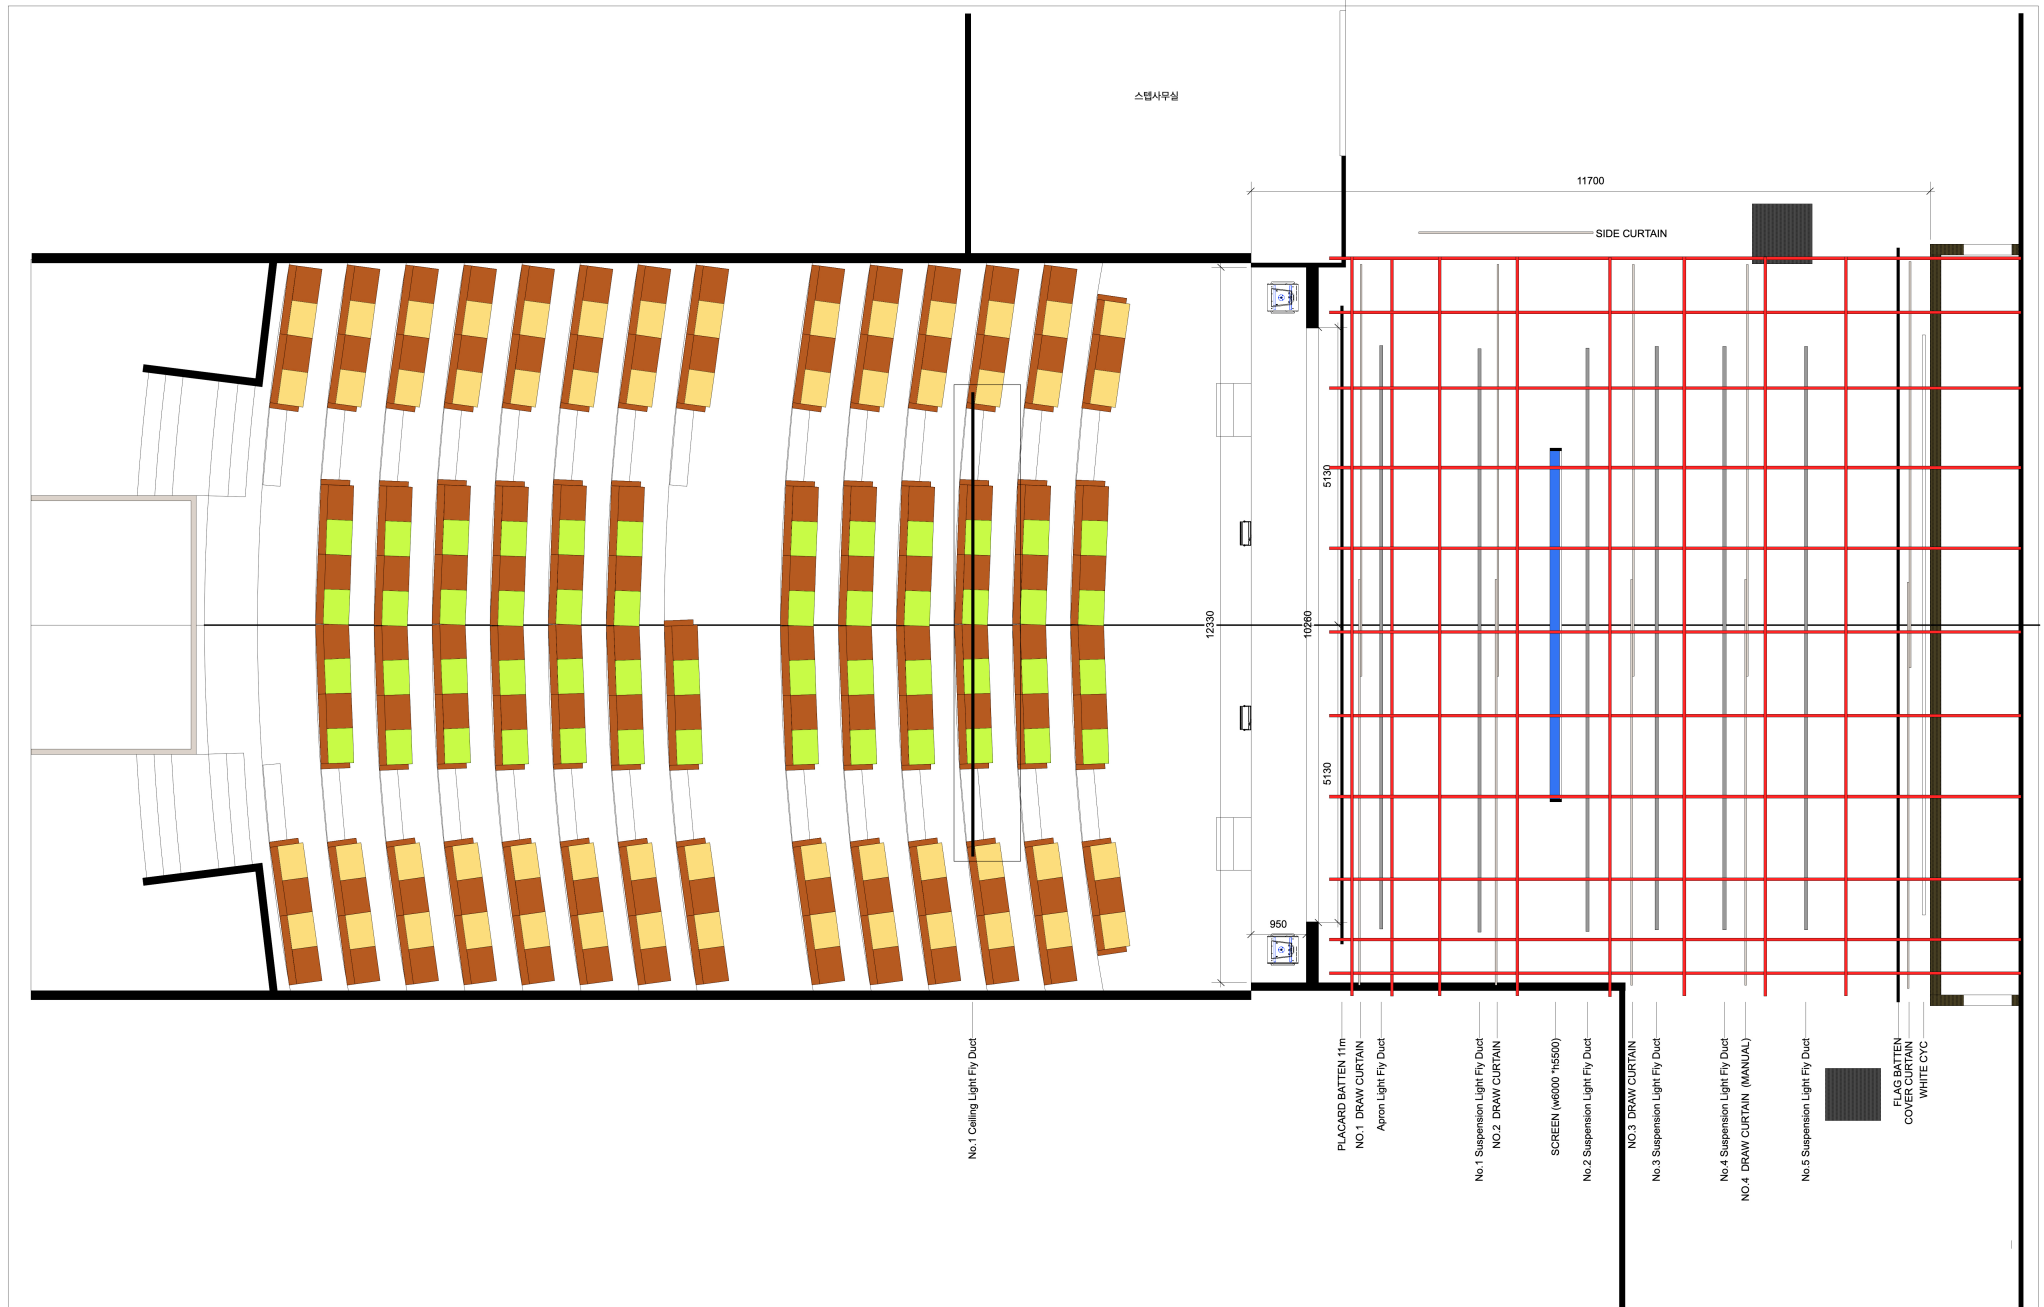 스텝사무실
11700
SIDE CURTAIN
5130
12330
10260
5130
950
No.1 Ceiling Light Fly Duct
PLACARD BATTEN 11m
NO.1 DRAW CURTAIN
Apron Light Fly Duct
No.1 Suspension Light Fly Duct
NO.2 DRAW CURTAIN
SCREEN (w6000 *h5500)
No.2 Suspension Light Fly Duct
NO.3 DRAW CURTAIN
No.3 Suspension Light Fly Duct
No.4 Suspension Light Fly Duct
NO.4 DRAW CURTAIN (MANUAL)
No.5 Suspension Light Fly Duct
FLAG BATTEN
COVER CURTAIN
WHITE CYC